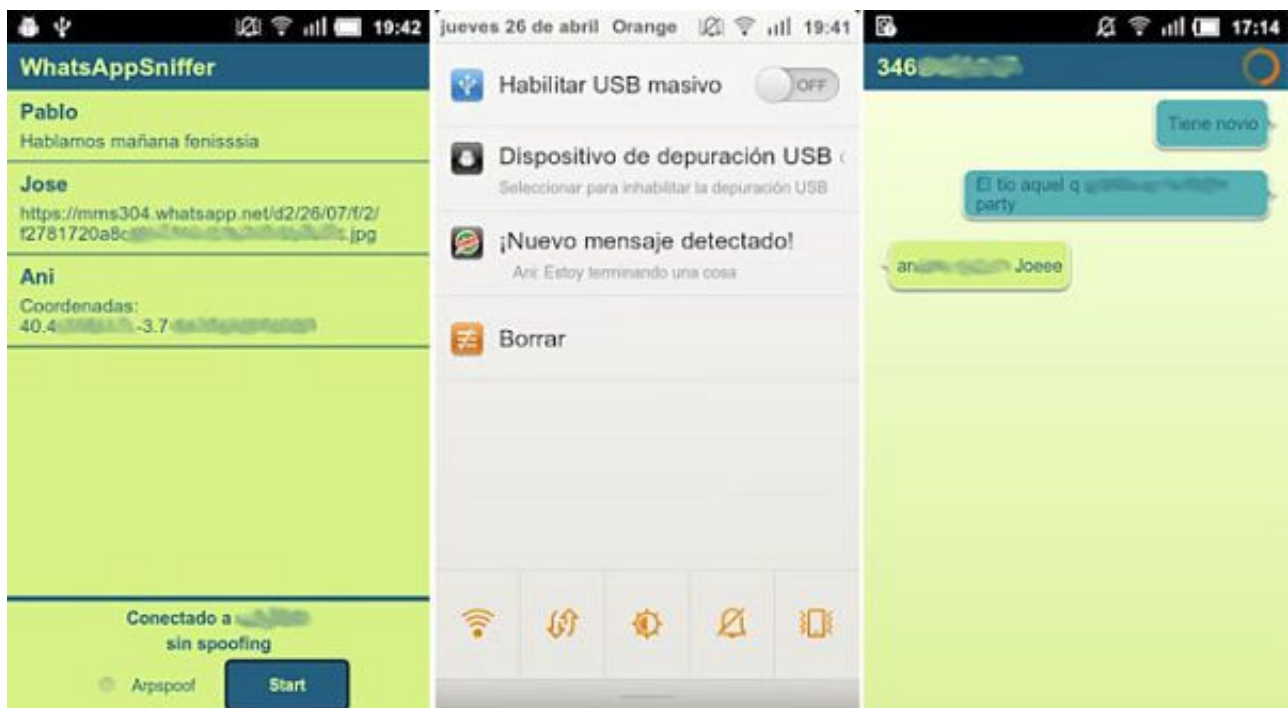 19:42
WhatsAppSniffer
Pablo
Hablamos mañana fenisssia
Jose
https://mms304.whatsapp.net/d2/26/07/f/2/
f2781720a8c .jpg
Ani
Coordenadas:
40.4 -3.7
Conectado a
sin spoofing
Arpspoof
Start
jueves 26 de abril Orange 19:41
Habilitar USB masivo
OFF
Dispositivo de depuración USB
Seleccionar para inhabilitar la depuración USB
¡Nuevo mensaje detectado!
Ani: Estoy terminando una cosa
Borrar
17:14
346
Tiene novio
El tio aquel q
party
an Joeee